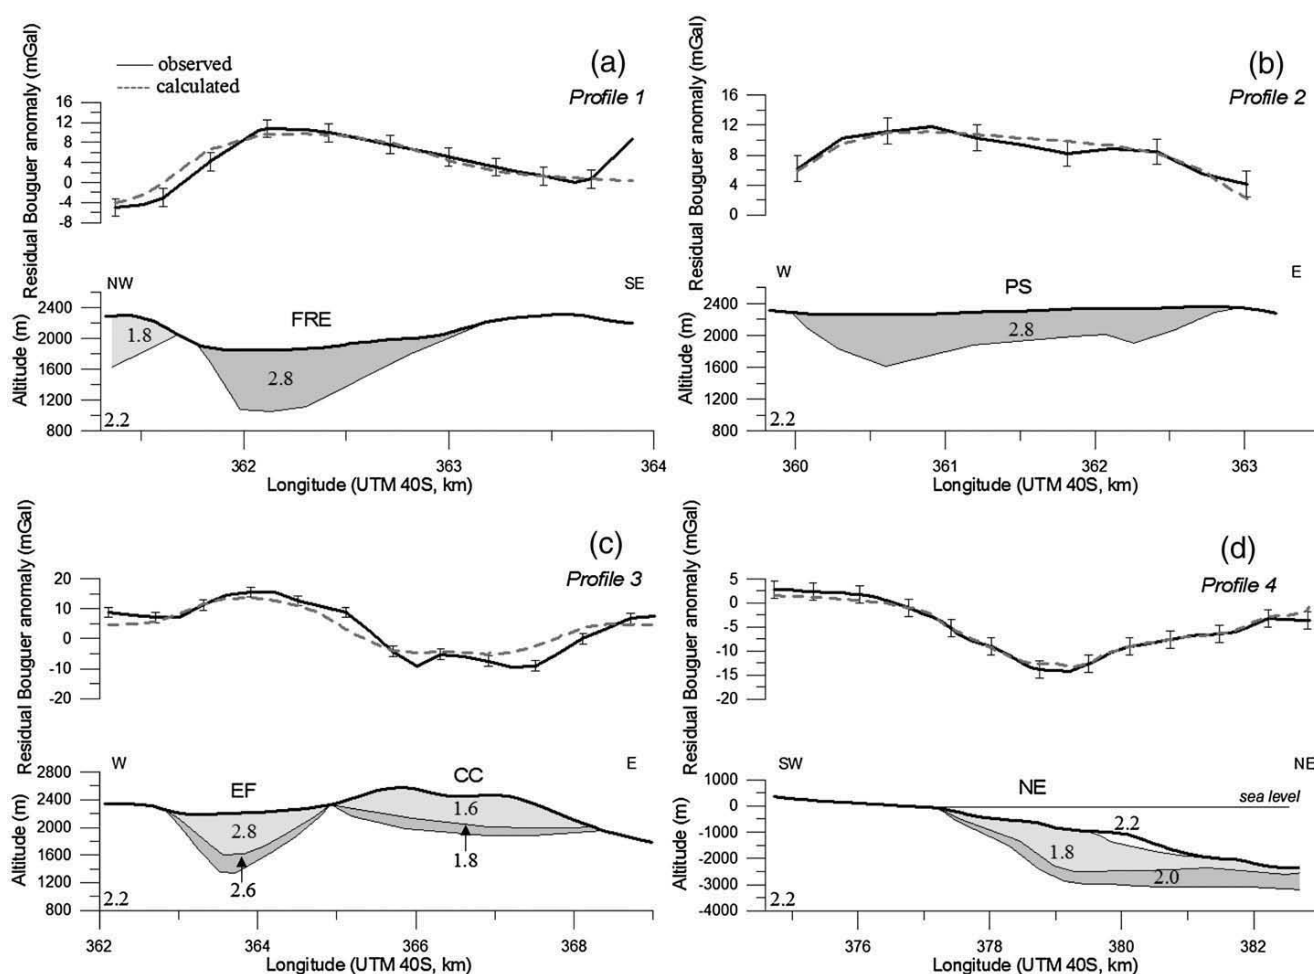 (a)
Profile 1
observed
calculated
Residual Bouguer anomaly (mGal)
16
12
8
4
0
-4
-8
NW
SE
FRE
1.8
2.8
2.2
Altitude (m)
2400
2000
1600
1200
800
362
363
364
Longitude (UTM 40S, km)
(b)
Profile 2
Residual Bouguer anomaly (mGal)
16
12
8
4
0
W
E
PS
2.8
2.2
Altitude (m)
2400
2000
1600
1200
800
360
361
362
363
Longitude (UTM 40S, km)
(c)
Profile 3
Residual Bouguer anomaly (mGal)
20
10
0
-10
-20
W
E
EF
CC
2.8
1.6
2.6
1.8
2.2
Altitude (m)
2800
2400
2000
1600
1200
800
362
364
366
368
Longitude (UTM 40S, km)
(d)
Profile 4
Residual Bouguer anomaly (mGal)
5
0
-5
-10
-15
-20
SW
NE
NE
sea level
2.2
1.8
2.0
2.2
Altitude (m)
1000
0
-1000
-2000
-3000
-4000
376
378
380
382
Longitude (UTM 40S, km)